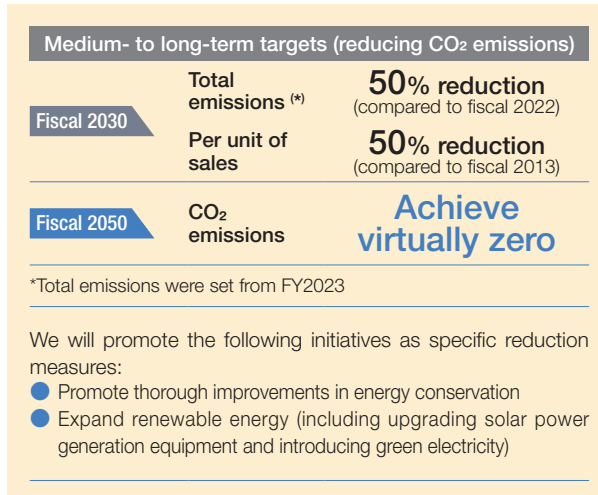 Medium- to long-term targets (reducing CO₂ emissions)
Fiscal 2030
Total
emissions (*)
50% reduction
(compared to fiscal 2022)
Per unit of
sales
50% reduction
(compared to fiscal 2013)
Fiscal 2050
CO₂
emissions
Achieve
virtually zero
*Total emissions were set from FY2023
We will promote the following initiatives as specific reduction
measures:
● Promote thorough improvements in energy conservation
● Expand renewable energy (including upgrading solar power
generation equipment and introducing green electricity)